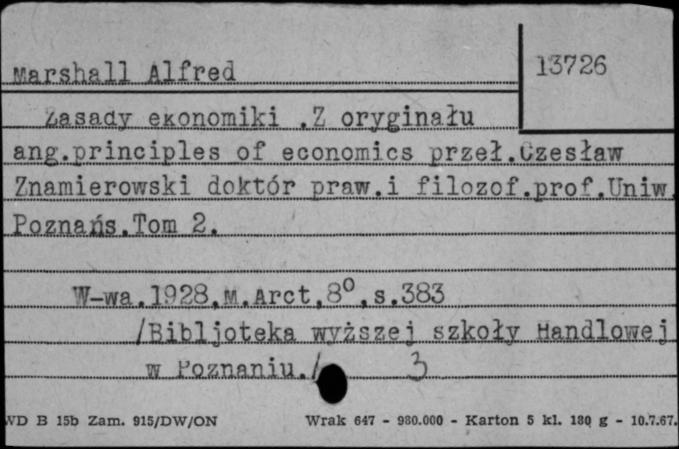 Marshall Alfred
13726
Zasady ekonomiki .Z oryginału
ang.principles of economics przeł.Czesław
Znamierowski doktór praw.i filozof.prof.Uniw.
Poznańs.Tom 2.
W-wa.1928.M.Arct.8°.s.383
/Bibljoteka wyższej szkoły Handlowej
w Poznaniu./
3
WD B 15b Zam. 915/DW/ON Wrak 647 - 980.000 - Karton 5 kl. 180 g - 10.7.67.